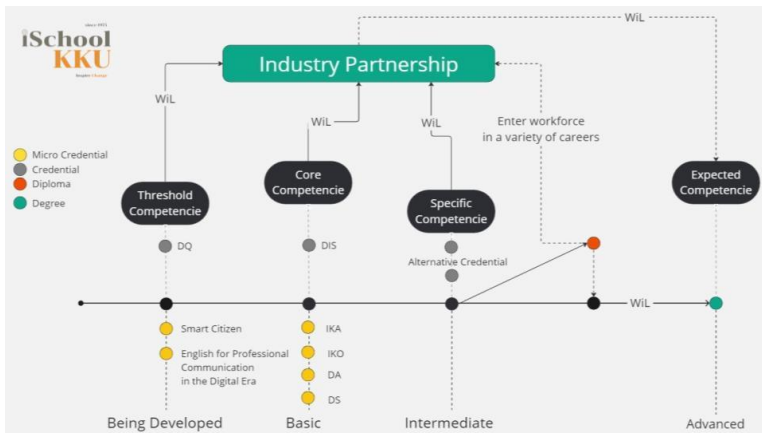 since 1971
iSchool
KKU
WiL
Industry Partnership
WiL
WiL
WiL
Enter workforce
in a variety of careers
Micro Credential
Credential
Diploma
Degree
Threshold
Competencie
Core
Competencie
Specific
Competencie
Expected
Competencie
DQ
DIS
Alternative Credential
WiL
Smart Citizen
English for Professional
Communication
in the Digital Era
IKA
IKO
DA
DS
Being Developed
Basic
Intermediate
Advanced